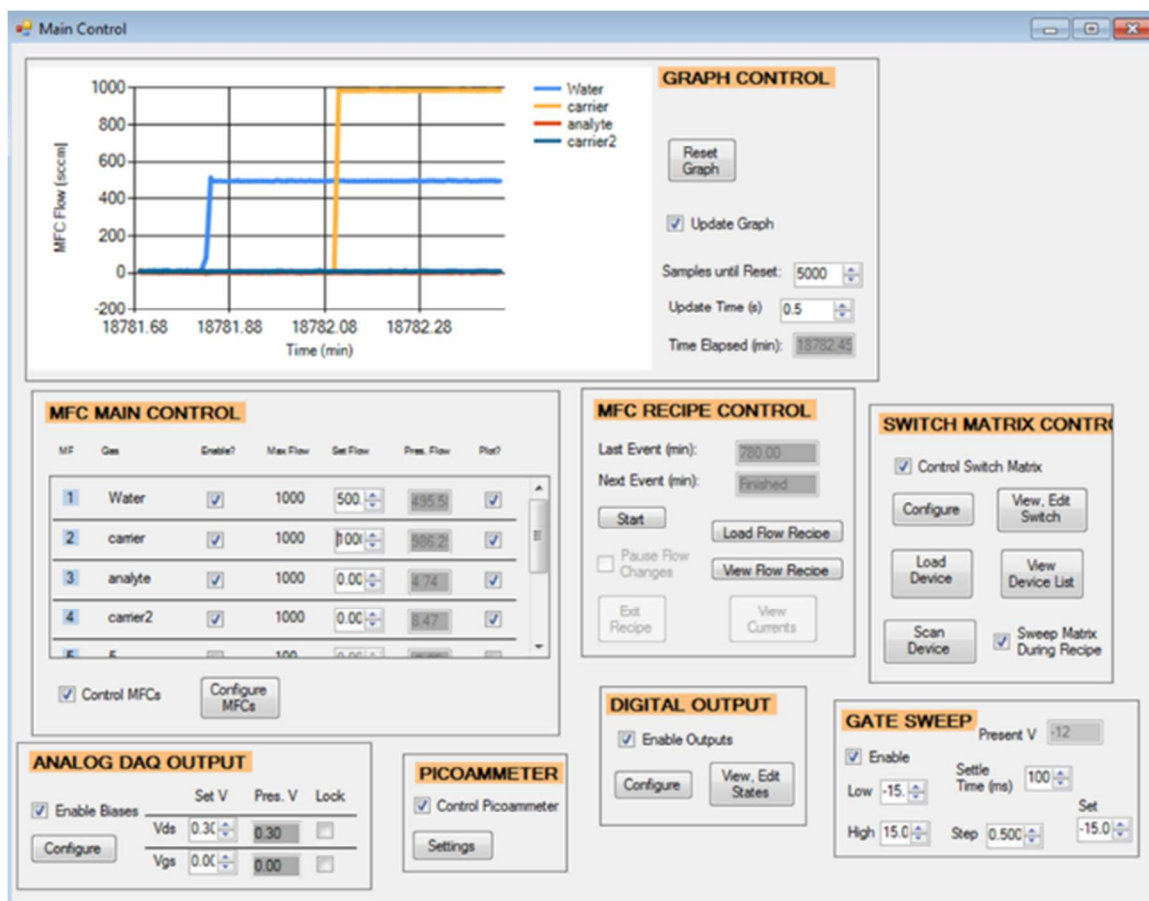 Main Control
1000
800
600
400
200
0
-200
18781.68 18781.88 18782.08 18782.28
MFC Flow (sccm)
Time (min)
Water
carrier
analyte
carrier2
GRAPH CONTROL
Reset
Graph
Update Graph
Samples until Reset: 5000
Update Time (s) 0.5
Time Elapsed (min): 18782.45
MFC MAIN CONTROL
MF Gas Enable? Max Flow Set Flow Pres. Flow Plot?
1 Water 1000 500. 495.5
2 carrier 1000 100 986.2
3 analyte 1000 0.00 4.74
4 carrier2 1000 0.00 8.47
5 5 100
Control MFCs
Configure
MFCs
MFC RECIPE CONTROL
Last Event (min): 780.00
Next Event (min): Finished
Start
Load Flow Recipe
Pause Flow
Changes
View Flow Recipe
Exit
Recipe
View
Currents
SWITCH MATRIX CONTR
Control Switch Matrix
Configure
View, Edit
Switch
Load
Device
View
Device List
Scan
Device
Sweep Matrix
During Recipe
ANALOG DAQ OUTPUT
Set V Pres. V Lock
Enable Biases
Vds 0.30 0.30
Configure
Vgs 0.00 0.00
PICOAMMETER
Control Picoammeter
Settings
DIGITAL OUTPUT
Enable Outputs
Configure
View, Edit
States
GATE SWEEP
Present V -12
Enable
Settle
Time (ms) 100
Low -15.
Set
-15.0
High 15.0
Step 0.500